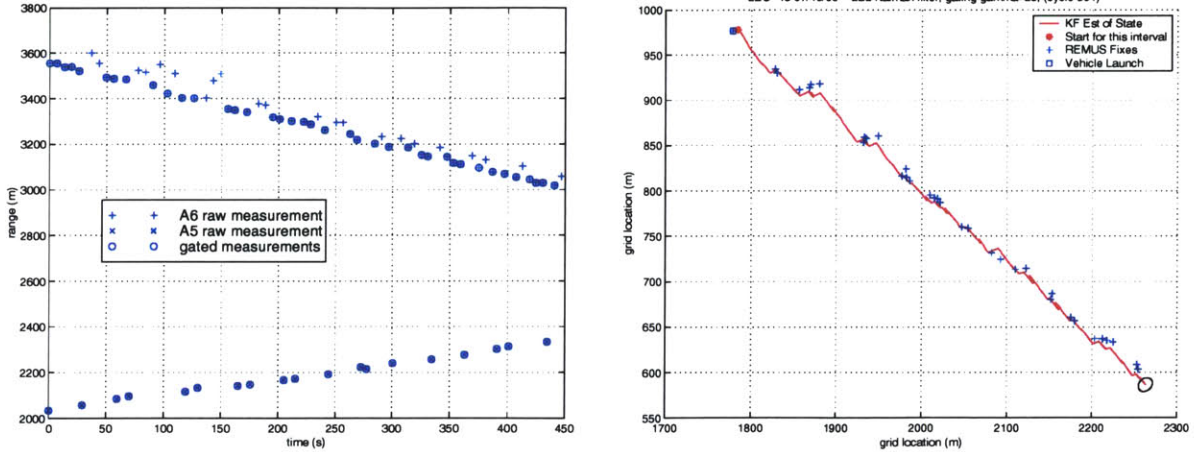 3800
3600
3400
3200
3000
2800
2600
2400
2200
2000
range (m)
A6 raw measurement
A5 raw measurement
gated measurements
0 50 100 150 200 250 300 350 400 450
time (s)
1000
950
900
850
800
750
700
650
600
550
grid location (m)
KF Est of State
Start for this interval
REMUS Fixes
Vehicle Launch
1700 1800 1900 2000 2100 2200 2300
grid location (m)